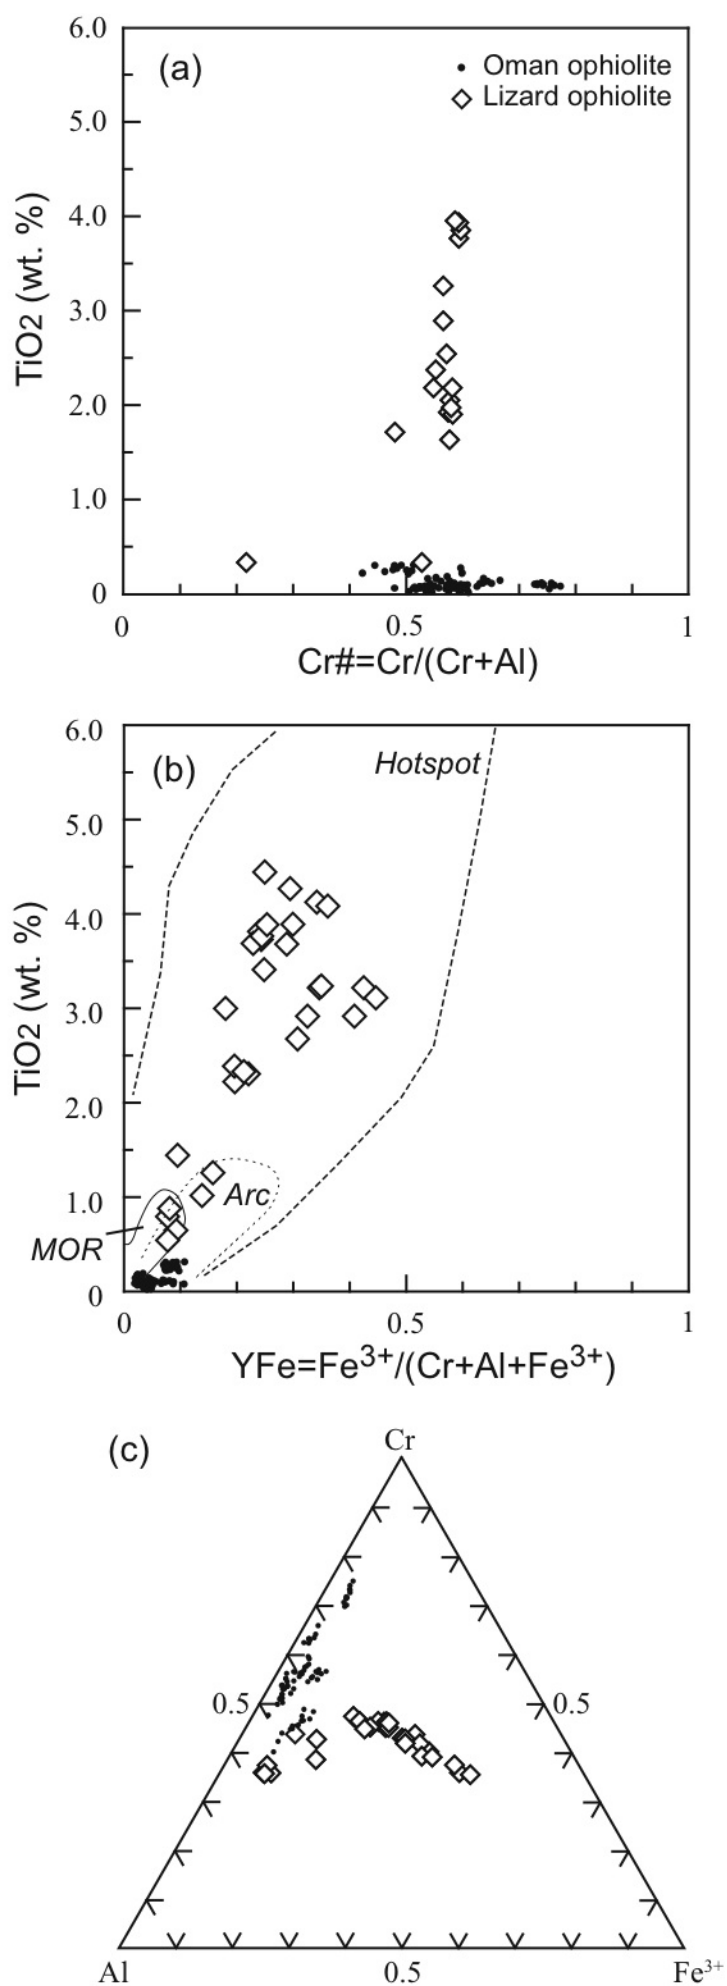 (a)
Oman ophiolite
Lizard ophiolite
6.0
5.0
4.0
3.0
2.0
1.0
0
TiO2 (wt. %)
0 0.5 1
Cr#=Cr/(Cr+Al)
(b)
Hotspot
6.0
5.0
4.0
3.0
2.0
1.0
0
TiO2 (wt. %)
Arc
MOR
0 0.5 1
YFe=Fe3+/(Cr+Al+Fe3+)
(c)
Cr
0.5 0.5
Al 0.5 Fe3+